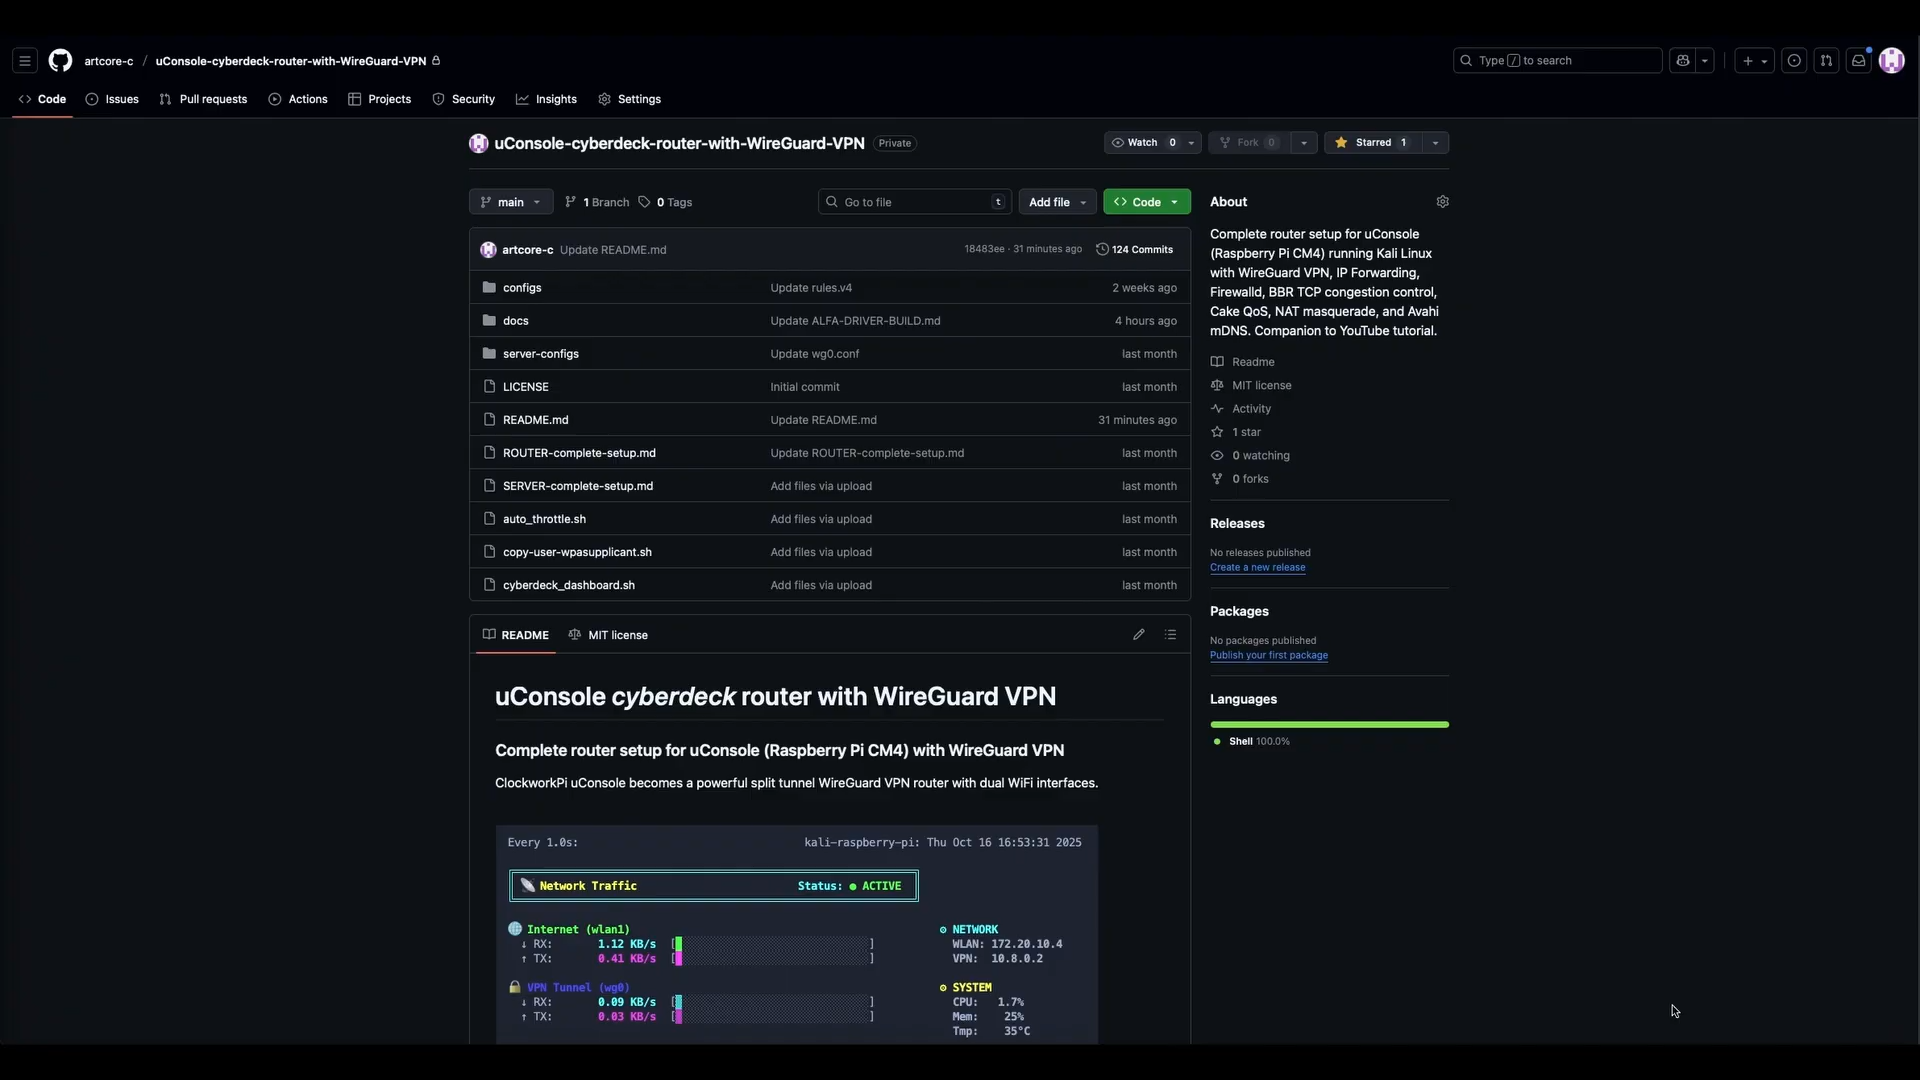 artcore-c / uConsole-cyberdeck-router-with-WireGuard-VPN
Type / to search
Code Issues Pull requests Actions Projects Security Insights Settings
uConsole-cyberdeck-router-with-WireGuard-VPN Private
Watch 0 Fork 0 Starred 1
main 1 Branch 0 Tags Go to file t Add file Code
artcore-c Update README.md 18483ee · 31 minutes ago 124 Commits
configs Update rules.v4 2 weeks ago
docs Update ALFA-DRIVER-BUILD.md 4 hours ago
server-configs Update wg0.conf last month
LICENSE Initial commit last month
README.md Update README.md 31 minutes ago
ROUTER-complete-setup.md Update ROUTER-complete-setup.md last month
SERVER-complete-setup.md Add files via upload last month
auto_throttle.sh Add files via upload last month
copy-user-wpasupplicant.sh Add files via upload last month
cyberdeck_dashboard.sh Add files via upload last month
README MIT license
uConsole cyberdeck router with WireGuard VPN
Complete router setup for uConsole (Raspberry Pi CM4) with WireGuard VPN
ClockworkPi uConsole becomes a powerful split tunnel WireGuard VPN router with dual WiFi interfaces.
Every 1.0s: kali-raspberry-pi: Thu Oct 16 16:53:31 2025
Network Traffic Status: ● ACTIVE
Internet (wlan1)
↓ RX: 1.12 KB/s [ ]
↑ TX: 0.41 KB/s [ ]
VPN Tunnel (wg0)
↓ RX: 0.09 KB/s [ ]
↑ TX: 0.03 KB/s [ ]
NETWORK
WLAN: 172.20.10.4
VPN: 10.8.0.2
SYSTEM
CPU: 1.7%
Mem: 25%
Tmp: 35°C
About
Complete router setup for uConsole
(Raspberry Pi CM4) running Kali Linux
with WireGuard VPN, IP Forwarding,
Firewalld, BBR TCP congestion control,
Cake QoS, NAT masquerade, and Avahi
mDNS. Companion to YouTube tutorial.
Readme
MIT license
Activity
1 star
0 watching
0 forks
Releases
No releases published
Create a new release
Packages
No packages published
Publish your first package
Languages
Shell 100.0%